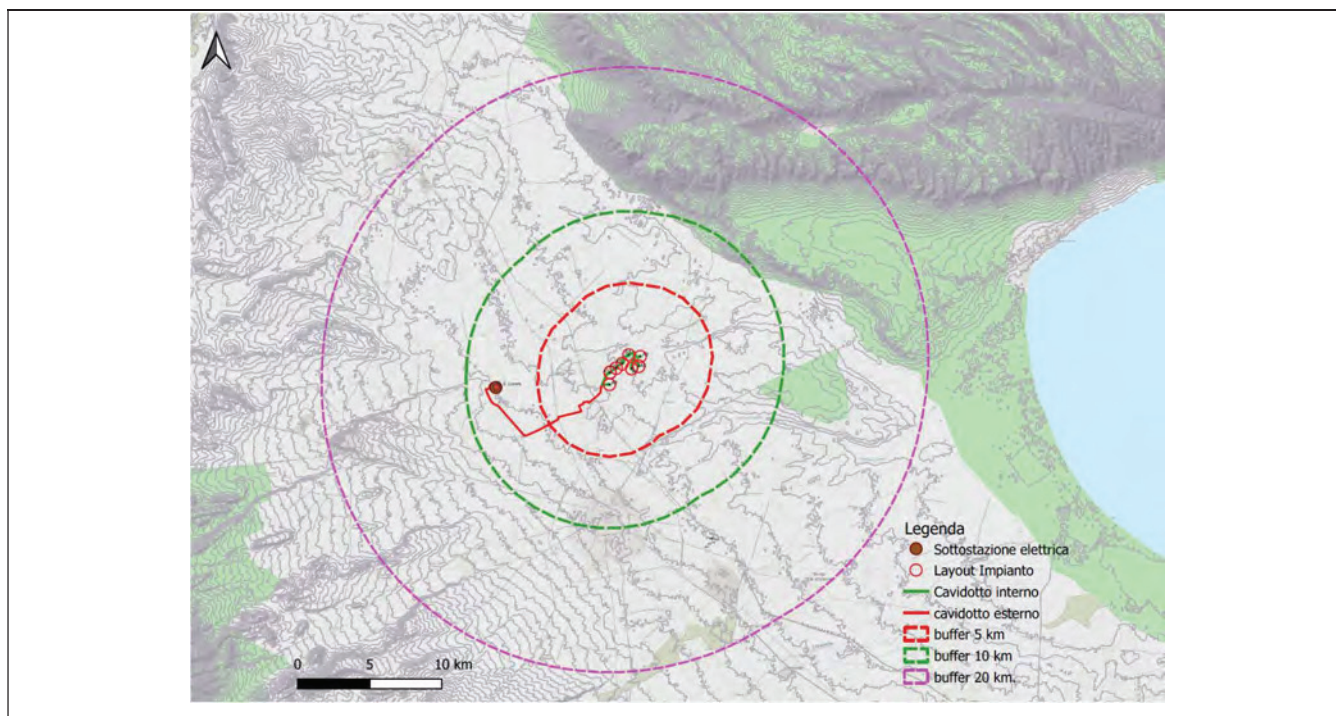 Legenda
Sottostazione elettrica
Layout Impianto
Cavidotto interno
cavidotto esterno
buffer 5 km
buffer 10 km
buffer 20 km.
0 5 10 km